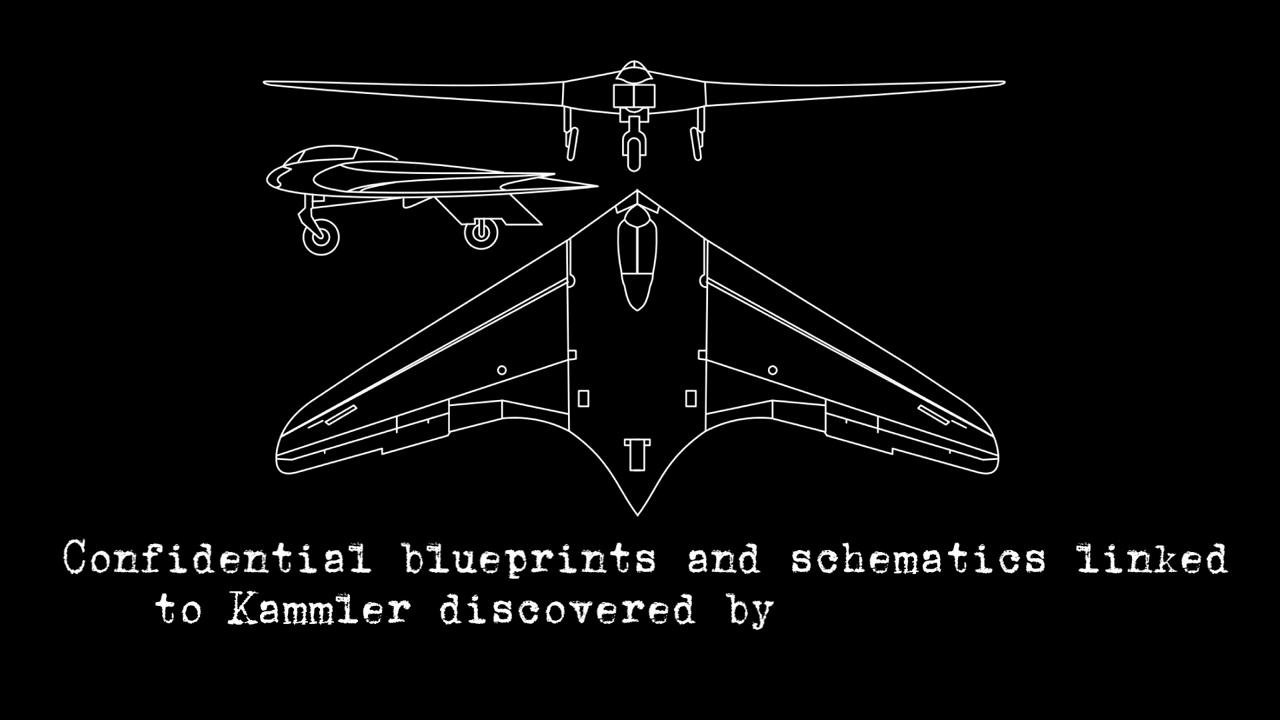 Confidential blueprints and schematics linked
to Kammler discovered by